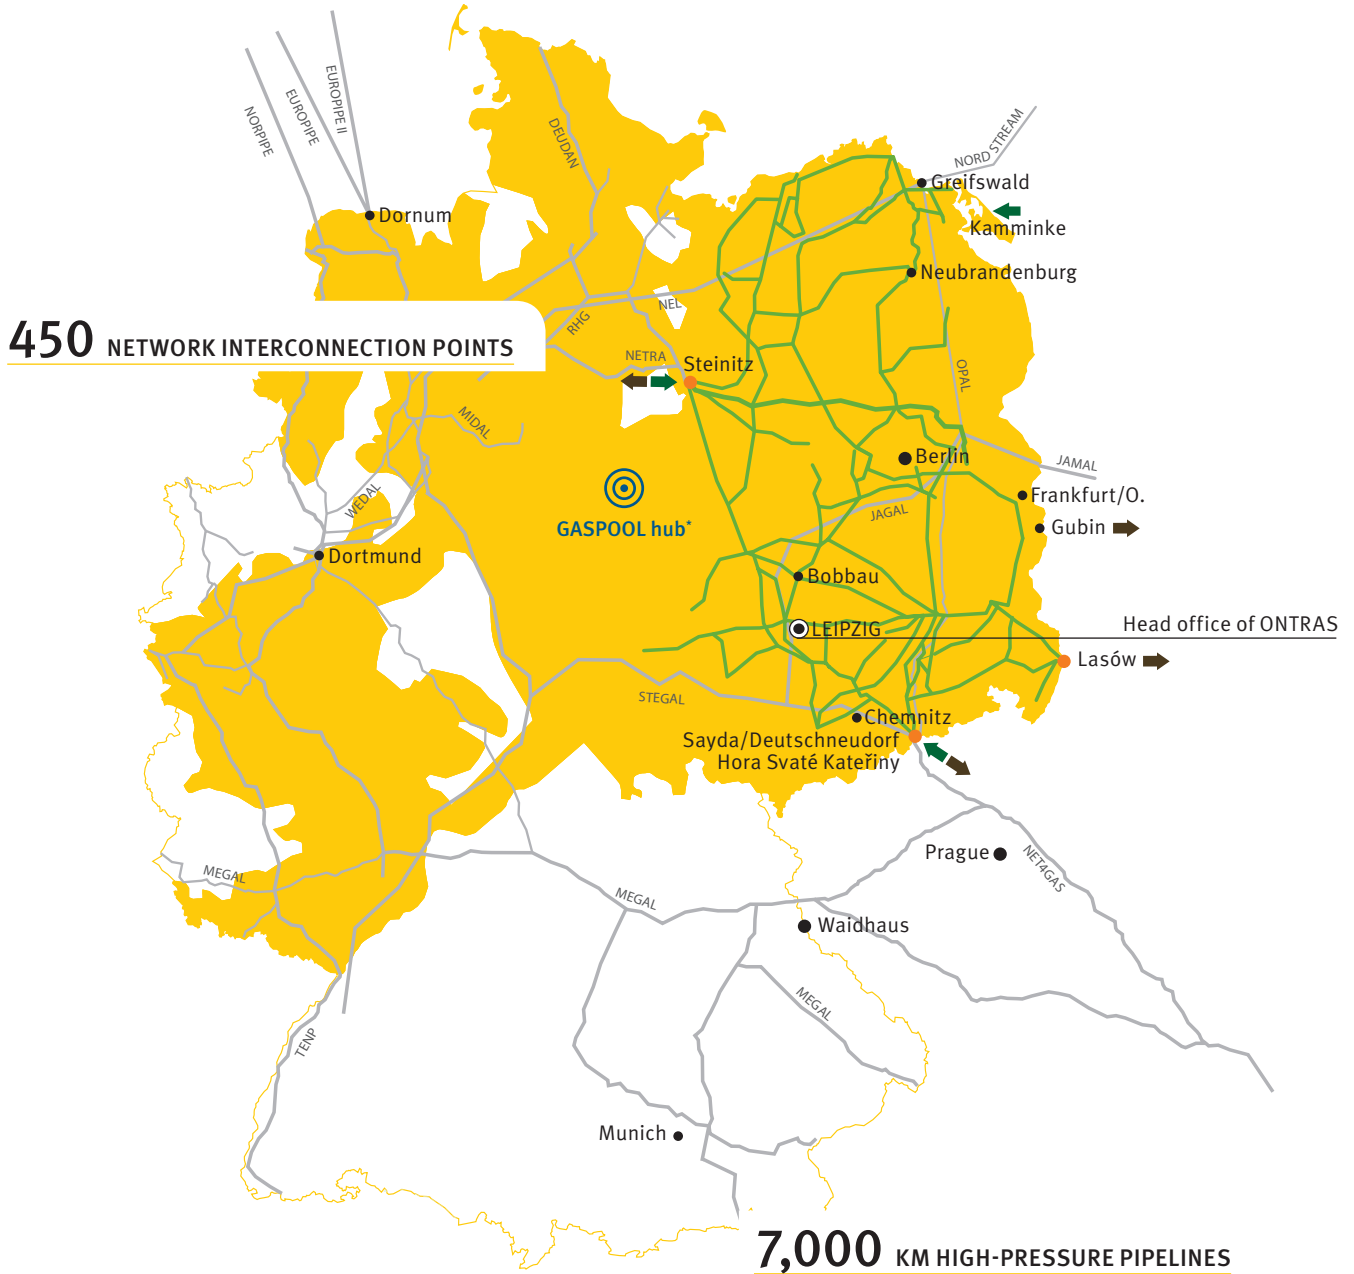 EUROPIPE II
EUROPIPE
NORPIPE
DEUDAN
NORD STREAM
Greifswald
Dornum
Kamminke
Neubrandenburg
NEL
RHG
450 NETWORK INTERCONNECTION POINTS
NETRA
Steinitz
OPAL
MIDAL
Berlin
JAMAL
WEDAL
Frankfurt/O.
GASPOOL hub*
JAGAL
Gubin
Dortmund
Bobbau
Head office of ONTRAS
LEIPZIG
Lasów
STEGAL
Chemnitz
Sayda/Deutschneudorf
Hora Svaté Kateřiny
Prague
NET4GAS
MEGAL
MEGAL
Waidhaus
MEGAL
TENP
Munich
7,000 KM HIGH-PRESSURE PIPELINES